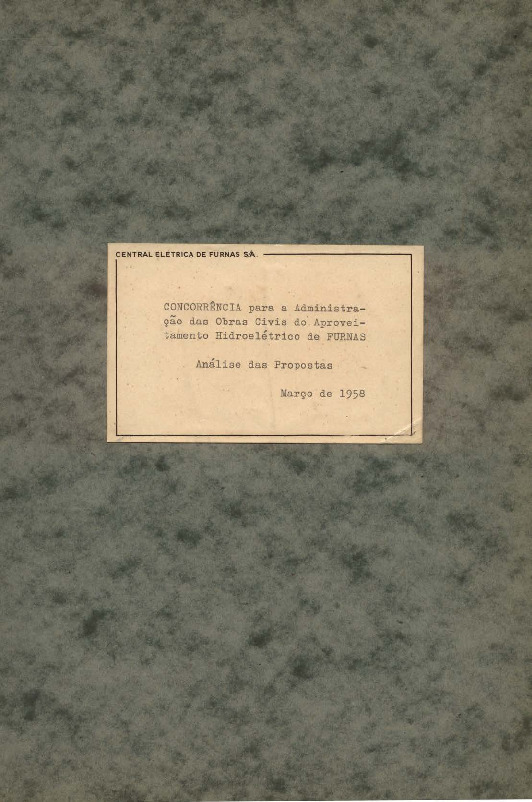 CENTRAL ELÉTRICA DE FURNAS S.A.
CONCORRÊNCIA para a Administra-
ção das Obras Civis do Aprovei-
tamento Hidroelétrico de FURNAS
Análise das Propostas
Março de 1958